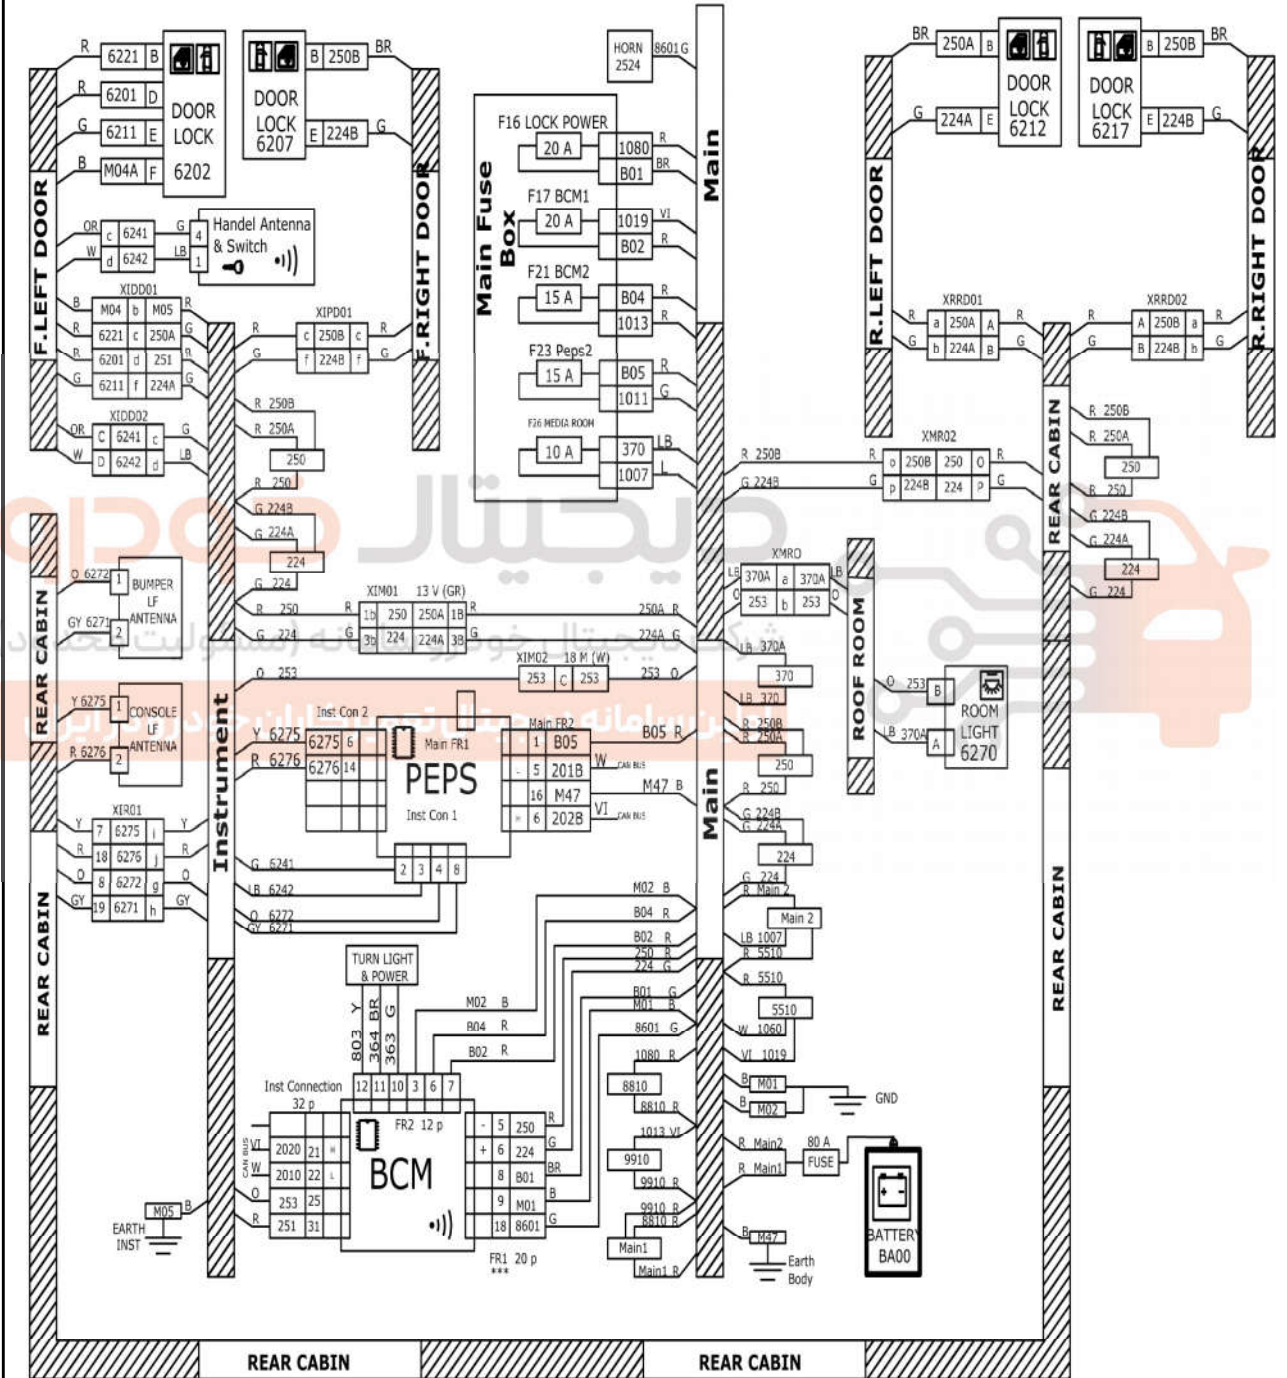 R 6221 B
R 6201 D
G 6211 E
B M04A F
DOOR
LOCK
6202
B 250B BR
E 224B G
DOOR
LOCK
6207
HORN
2524
8601 G
BR 250A B
G 224A E
DOOR
LOCK
6212
B 250B BR
E 224B G
DOOR
LOCK
6217
F.LEFT DOOR
F.RIGHT DOOR
Main Fuse
Box
Main
R.LEFT DOOR
R.RIGHT DOOR
F16 LOCK POWER
20 A 1080 R
B01 BR
F17 BCM1
20 A 1019 VI
B02 R
F21 BCM2
15 A B04 R
1013 R
F23 Peps2
15 A B05 R
1011 G
F26 MEDIA ROOM
10 A 370 LB
1007 L
OR c 6241 G 4
W d 6242 LB 1
Handel Antenna
& Switch
XIDD01
B M04 b M05 R
R 6221 c 250A G
R 6201 d 251 R
G 6211 f 224A G
XIDD02
OR C 6241 c G
W D 6242 d LB
XIPD01
R c 250B c R
G f 224B f G
R 250B
R 250A
250
R 250
G 224B
G 224A
224
G 224
XRRD01
R a 250A A R
G b 224A B G
XRRD02
R A 250B a R
G B 224B b G
REAR CABIN
R 250B
R 250A
250
R 250
G 224B
G 224A
224
G 224
XMR02
R 250B R o 250B 250 O R
G 224B G p 224B 224 P G
دیجیتال خودرو
شرکت دیجیتال خودرو سامانه (مسئولیت محدود)
اولین سامانه دیجیتال تعمیرکاران خودرو در ایران
REAR CABIN
O 6272 1
GY 6271 2
BUMPER
LF
ANTENNA
Y 6275 1
R 6276 2
CONSOLE
LF
ANTENNA
XIR01
Y 7 6275 i Y
R 18 6276 j R
O 8 6272 g O
GY 19 6271 h GY
REAR CABIN
Instrument
XIM01 13 V (GR)
R 250 R 1b 250 250A 1B R 250A R
G 224 G 3b 224 224A 3B G 224A G
XIM02 18 M (W)
O 253 253 C 253 253 O
XMRO
LB 370A a 370A LB
O 253 b 253 O
ROOF ROOM
O 253 B
LB 370A A
ROOM
LIGHT
6270
LB 370A
370
LB 370
R 250B
R 250A
250
R 250
G 224B
G 224A
224
G 224
R Main 2
Main 2
LB 1007
R 5510
R 5510
5510
W 1060
VI 1019
Inst Con 2
Y 6275 6275 6
R 6276 6276 14
Main FR1
PEPS
Inst Con 1
Main FR2
1 B05 B05 R
- 5 201B W CAN BUS
16 M47 M47 B
H 6 202B VI CAN BUS
2 3 4 8
G 6241
LB 6242
O 6272
GY 6271
Main
REAR CABIN
TURN LIGHT
& POWER
803 Y
364 BR
363 G
M02 B
B04 R
B02 R
M02 B
B04 R
B02 R
250 R
224 G
B01 G
M01 B
8601 G
1080 R
8810
8810 R
1013 VI
9910
9910 R
9910 R
8810 R
Main1
Main1 R
Inst Connection
32 p
12 11 10 3 6 7
FR2 12 p
BCM
CAN BUS
VI 2020 21 H
W 2010 22 L
O 253 25
R 251 31
- 5 250 R
+ 6 224 G
8 B01 BR
9 M01 B
18 8601 G
FR1 20 p
***
M05 B
EARTH
INST
B M01
B M02
GND
R Main2
R Main1
80 A
FUSE
BATTERY
BA00
B M47
Earth
Body
REAR CABIN
REAR CABIN